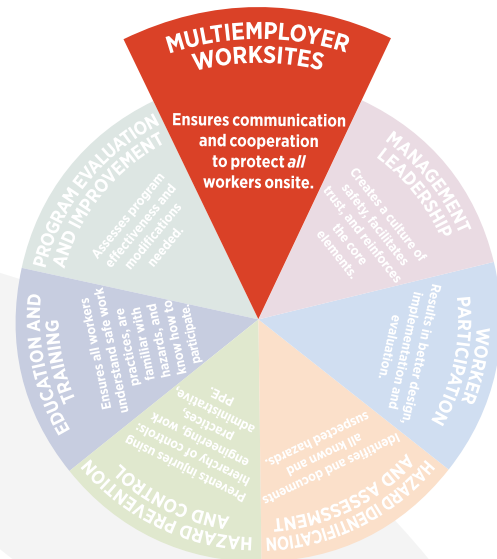 MULTIEMPLOYER
WORKSITES
Ensures communication
and cooperation
to protect all
workers onsite.
MANAGEMENT
LEADERSHIP
Creates a culture of
safety, facilitates
trust, and reinforces
the core
elements.
WORKER
PARTICIPATION
Results in better design,
implementation and
evaluation.
HAZARD IDENTIFICATION
AND ASSESSMENT
Identifies and documents
all known and
suspected hazards.
HAZARD PREVENTION
AND CONTROL
Prevents injuries using
hierarchy of controls:
engineering, work
practices,
administrative,
PPE.
EDUCATION AND
TRAINING
Ensures all workers
understand safe work
practices, are
familiar with
hazards, and
know how to
participate.
PROGRAM EVALUATION
AND IMPROVEMENT
Assesses program
effectiveness and
modifications
needed.